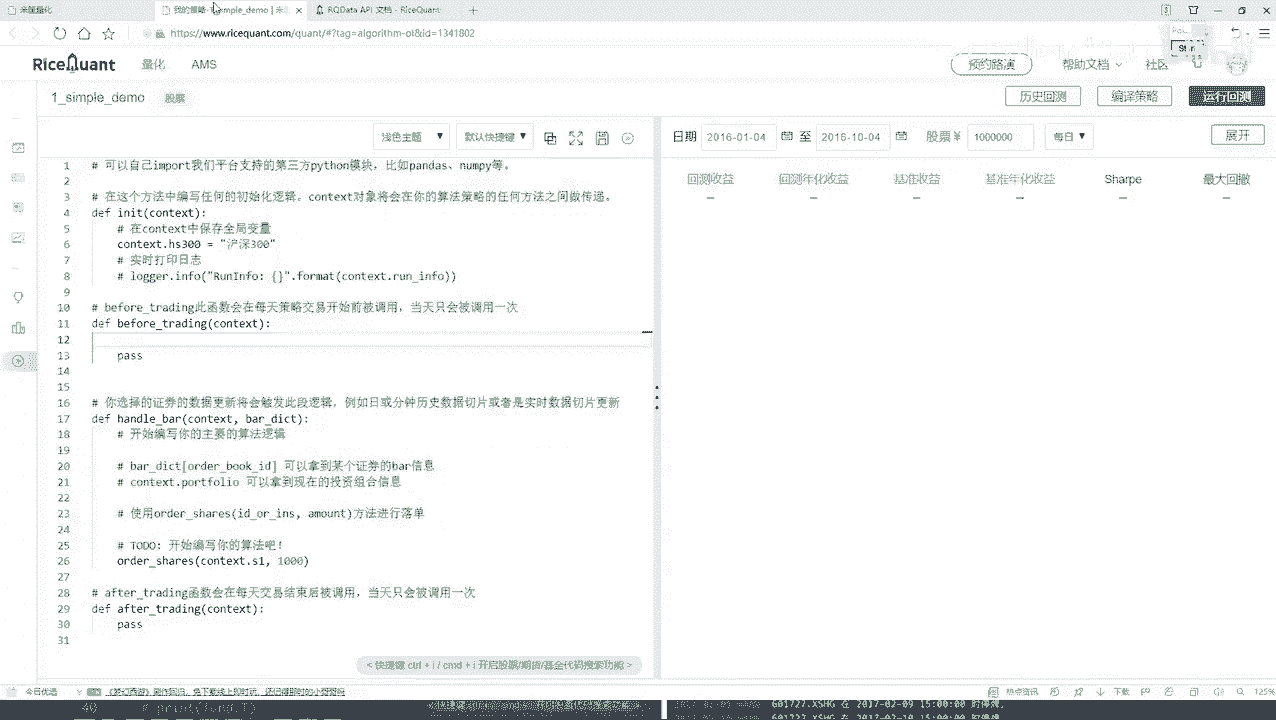 米匡量化
我的策略- 1_simple_demo | 米
RQData API 文档 - RiceQuant
https://www.ricequant.com/quant/#?tag=algorithm-ol&id=1341802
RiceQuant 量化 AMS 预约路演 帮助文档 社区
1_simple_demo 股票 历史回测 编译策略 运行回测
浅色主题 默认快捷键
日期 2016-01-04 至 2016-10-04 股票¥ 1000000 每日 展开
回测收益 回测年化收益 基准收益 基准年化收益 Sharpe 最大回撤
1 # 可以自己import我们平台支持的第三方python模块，比如pandas、numpy等。
2
3 # 在这个方法中编写任何的初始化逻辑。context对象将会在你的算法策略的任何方法之间做传递。
4 def init(context):
5 # 在context中保存全局变量
6 context.hs300 = "沪深300"
7 # 实时打印日志
8 # logger.info("RunInfo: {}".format(context.run_info))
9
10 # before_trading此函数会在每天策略交易开始前被调用，当天只会被调用一次
11 def before_trading(context):
12
13 pass
14
15
16 # 你选择的证券的数据更新将会触发此段逻辑，例如日或分钟历史数据切片或者是实时数据切片更新
17 def handle_bar(context, bar_dict):
18 # 开始编写你的主要的算法逻辑
19
20 # bar_dict[order_book_id] 可以拿到某个证券的bar信息
21 # context.portfolio 可以拿到现在的投资组合信息
22
23 # 使用order_shares(id_or_ins, amount)方法进行落单
24
25 # TODO: 开始编写你的算法吧！
26 order_shares(context.s1, 1000)
27
28 # after_trading函数会在每天交易结束后被调用，当天只会被调用一次
29 def after_trading(context):
30 pass
31
< 快捷键 ctrl + i / cmd + i 开启股票/期货/基金代码搜索功能 >
今日优选
热点资讯
下载
125%
40 # print(hist)
601727.XSHG 在 2017-02-09 15:00:00 时停牌.